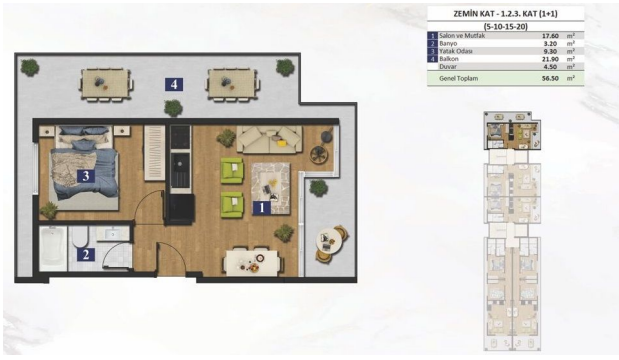 ZEMİN KAT - 1.2.3. KAT (1+1)
(5-10-15-20)
1 Salon ve Mutfak 17.60 m²
2 Banyo 3.20 m²
3 Yatak Odası 9.30 m²
4 Balkon 21.90 m²
Duvar 4.50 m²
Genel Toplam 56.50 m²
4
3
1
2